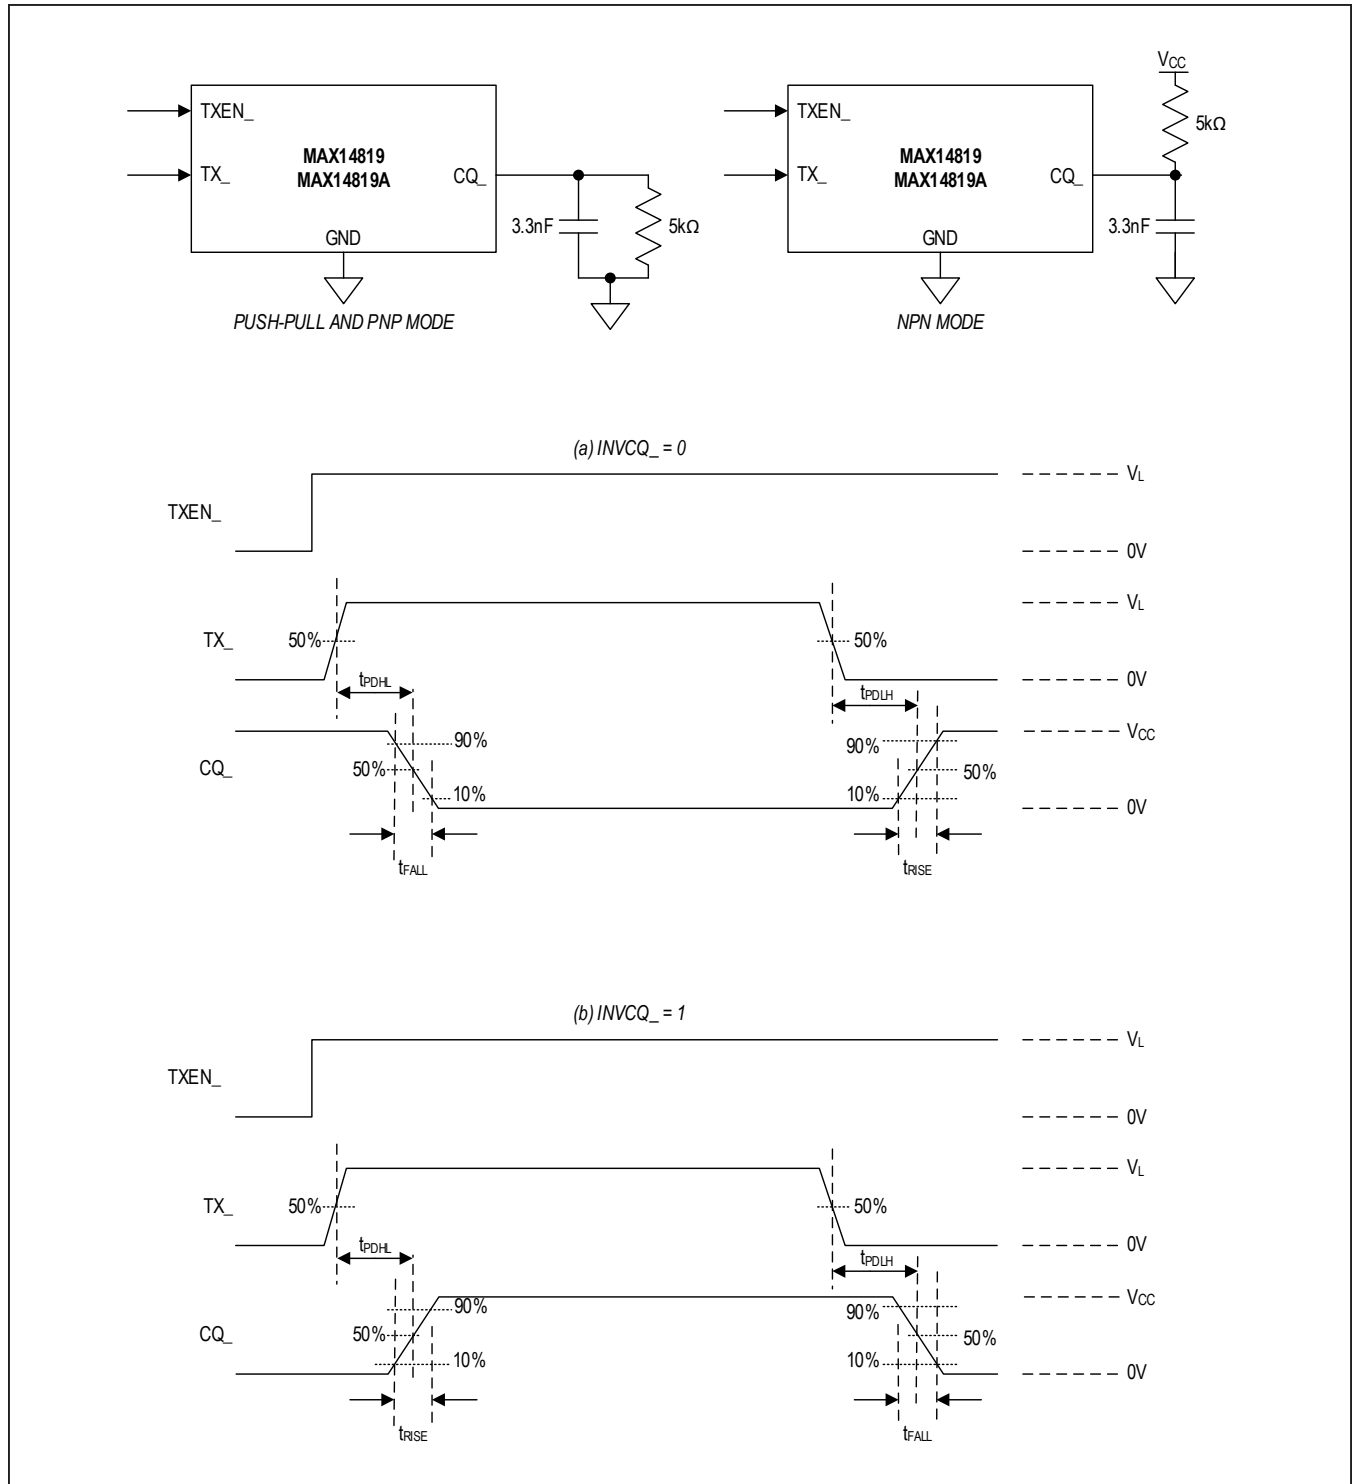 VCC
TXEN_
TX_
MAX14819
MAX14819A
CQ_
GND
3.3nF
5kΩ
PUSH-PULL AND PNP MODE
TXEN_
TX_
MAX14819
MAX14819A
CQ_
GND
5kΩ
3.3nF
NPN MODE
(a) INVCQ_ = 0
TXEN_
VL
0V
TX_
50%
50%
VL
0V
tPDHL
tPDLH
CQ_
90%
50%
10%
90%
50%
10%
VCC
0V
tFALL
tRISE
(b) INVCQ_ = 1
TXEN_
VL
0V
TX_
50%
50%
VL
0V
tPDHL
tPDLH
CQ_
90%
50%
10%
90%
50%
10%
VCC
0V
tRISE
tFALL